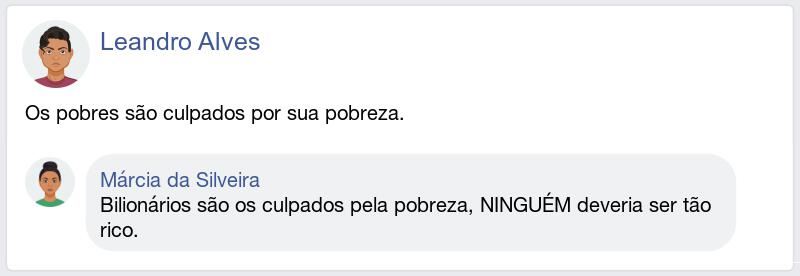 Leandro Alves
Os pobres são culpados por sua pobreza.
Márcia da Silveira
Bilionários são os culpados pela pobreza, NINGUÉM deveria ser tão
rico.